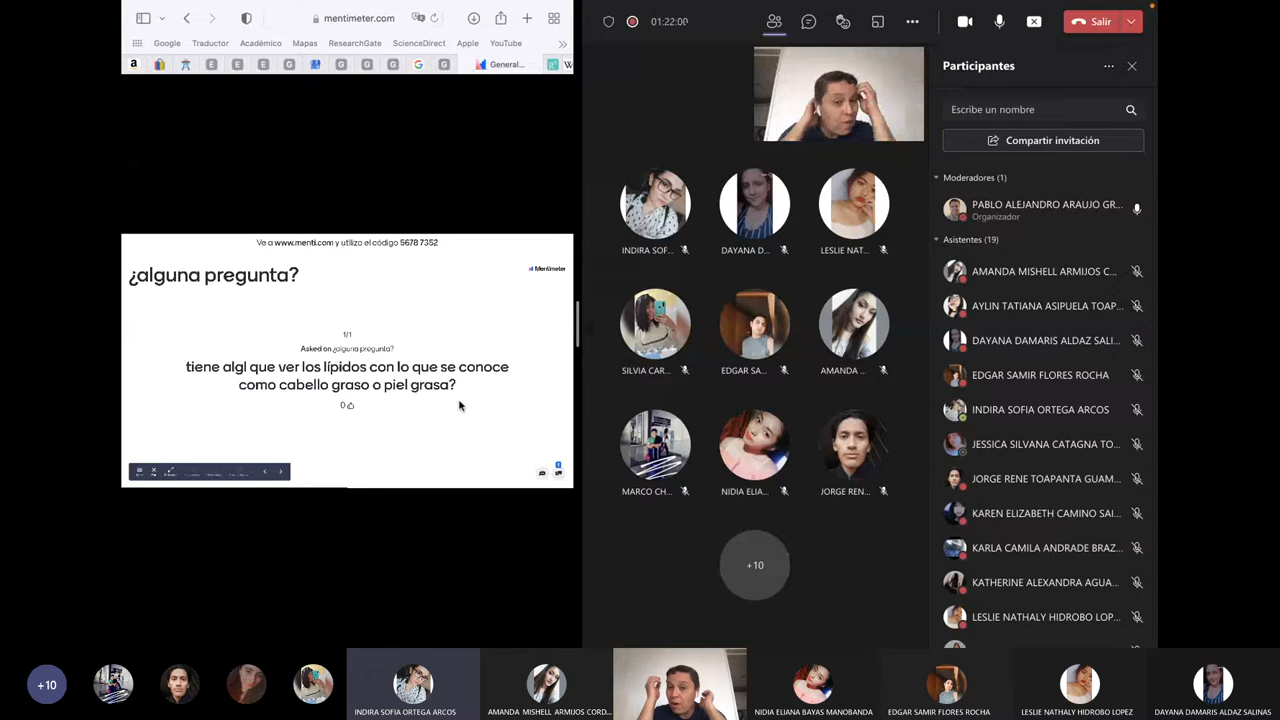 mentimeter.com
Google Traductor Académico Mapas ResearchGate ScienceDirect Apple YouTube
General...
Ve a www.menti.com y utiliza el código 5678 7352
¿alguna pregunta?
Mentimeter
1/1
Asked on ¿alguna pregunta?
tiene algl que ver los lípidos con lo que se conoce
como cabello graso o piel grasa?
0
01:22:00
Salir
INDIRA SOF...
DAYANA D...
LESLIE NAT...
SILVIA CAR...
EDGAR SA...
AMANDA ...
MARCO CH...
NIDIA ELIA...
JORGE REN...
+10
Participantes
Escribe un nombre
Compartir invitación
Moderadores (1)
PABLO ALEJANDRO ARAUJO GR...
Organizador
Asistentes (19)
AMANDA MISHELL ARMIJOS C...
AYLIN TATIANA ASIPUELA TOAP...
DAYANA DAMARIS ALDAZ SALI...
EDGAR SAMIR FLORES ROCHA
INDIRA SOFIA ORTEGA ARCOS
JESSICA SILVANA CATAGNA TO...
JORGE RENE TOAPANTA GUAM...
KAREN ELIZABETH CAMINO SAI...
KARLA CAMILA ANDRADE BRAZ...
KATHERINE ALEXANDRA AGUA...
LESLIE NATHALY HIDROBO LOP...
+10
INDIRA SOFIA ORTEGA ARCOS
AMANDA MISHELL ARMIJOS CORD...
NIDIA ELIANA BAYAS MANOBANDA
EDGAR SAMIR FLORES ROCHA
LESLIE NATHALY HIDROBO LOPEZ
DAYANA DAMARIS ALDAZ SALINAS